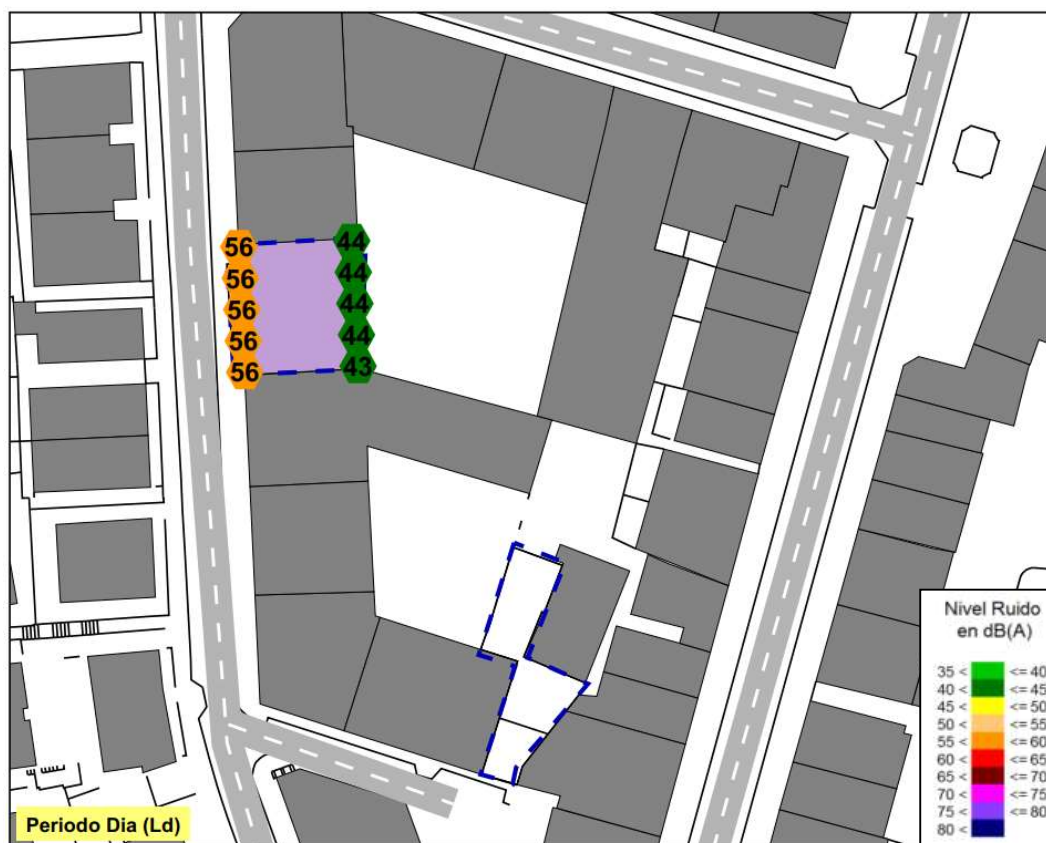 56 44
56 44
56 44
56 44
56 43
Nivel Ruido
en dB(A)
35 < <= 40
40 < <= 45
45 < <= 50
50 < <= 55
55 < <= 60
60 < <= 65
65 < <= 70
70 < <= 75
75 < <= 80
80 <
Periodo Dia (Ld)